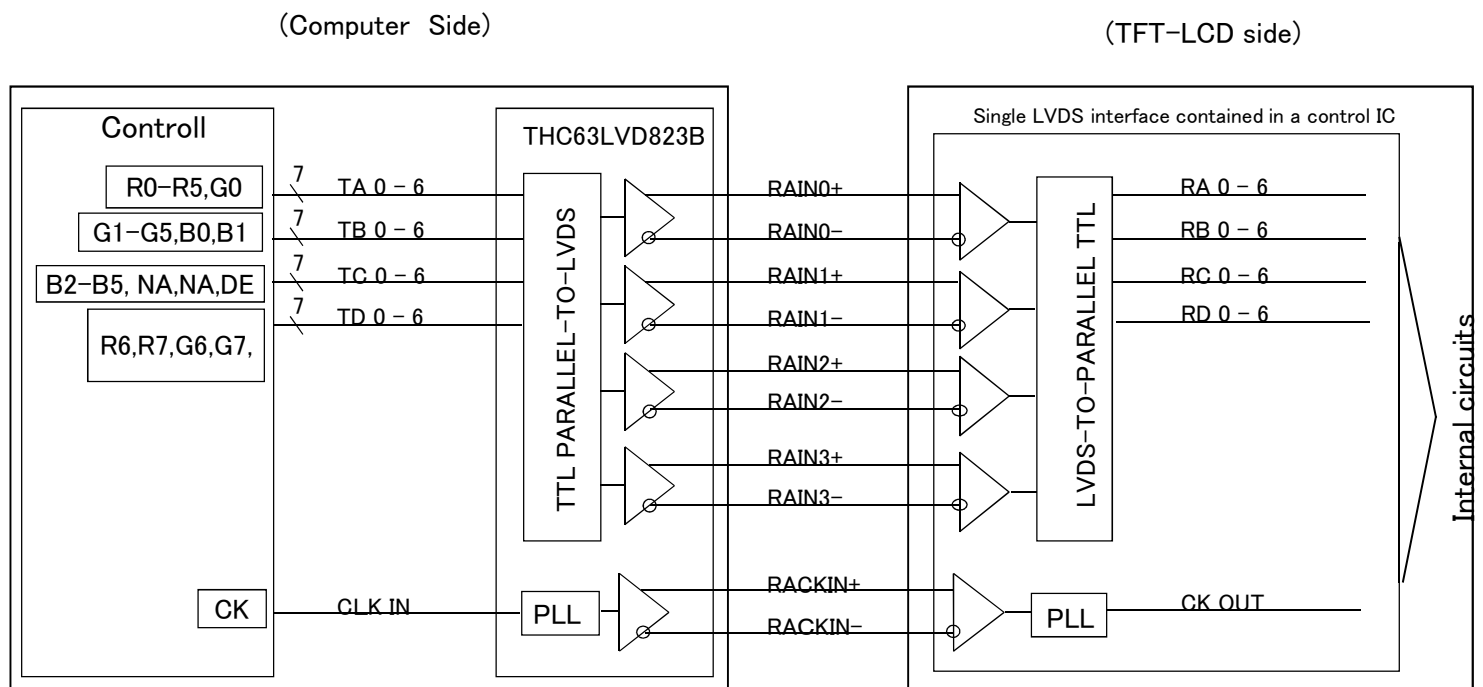 (Computer Side)
(TFT-LCD side)
Controll
THC63LVD823B
Single LVDS interface contained in a control IC
R0-R5,G0
7
TA 0 - 6
RAIN0+
RA 0 - 6
G1-G5,B0,B1
7
TB 0 - 6
RAIN0-
RB 0 - 6
B2-B5, NA,NA,DE
7
TC 0 - 6
RAIN1+
RC 0 - 6
R6,R7,G6,G7,
7
TD 0 - 6
RAIN1-
RD 0 - 6
TTL PARALLEL-TO-LVDS
LVDS-TO-PARALLEL TTL
RAIN2+
RAIN2-
RAIN3+
RAIN3-
Internal circuits
CK
CLK IN
PLL
RACKIN+
RACKIN-
PLL
CK OUT